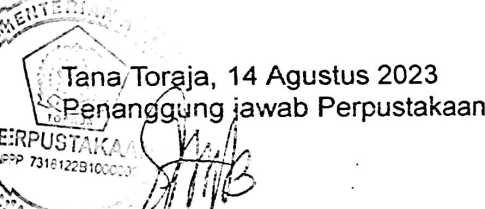 Tana Toraja, 14 Agustus 2023
Penanggung jawab Perpustakaan